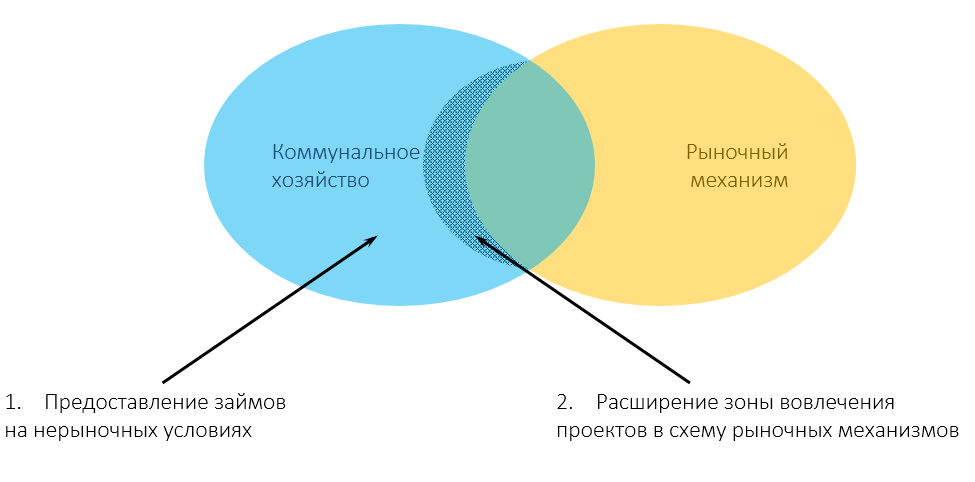 Коммунальное
хозяйство
Рыночный
механизм
1. Предоставление займов
на нерыночных условиях
2. Расширение зоны вовлечения
проектов в схему рыночных механизмов